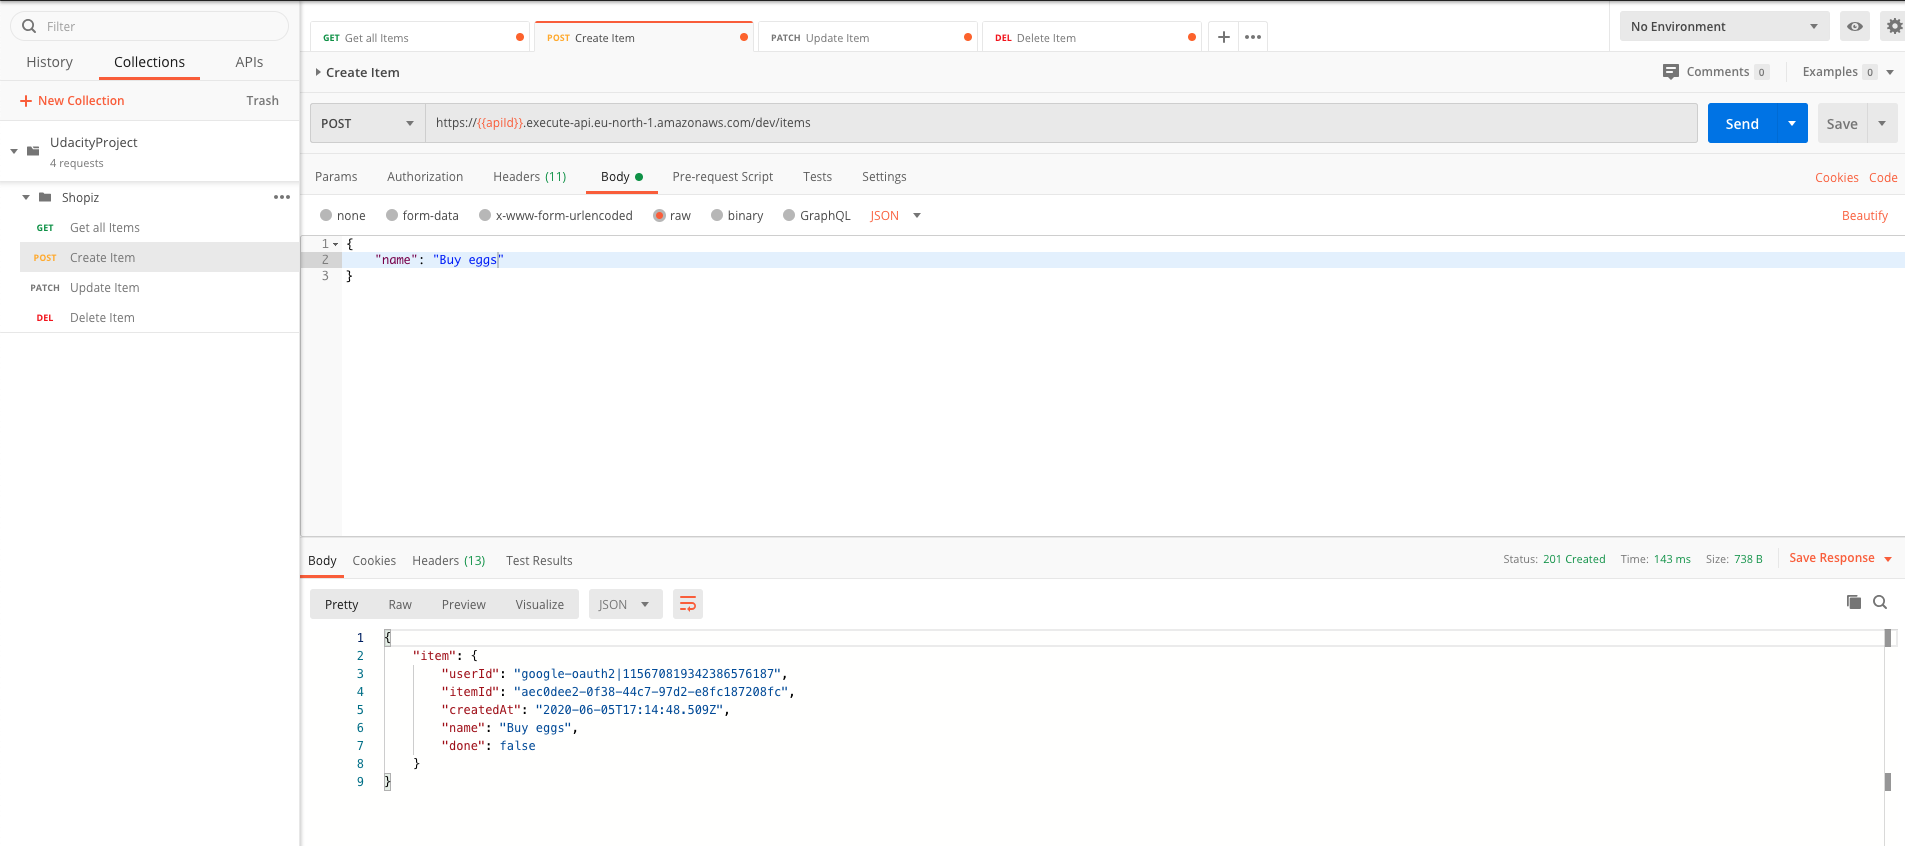 Filter
History Collections APIs
+ New Collection Trash
UdacityProject
4 requests
Shopiz
GET Get all Items
POST Create Item
PATCH Update Item
DEL Delete Item
GET Get all Items
POST Create Item
PATCH Update Item
DEL Delete Item
No Environment
Create Item
Comments 0 Examples 0
POST https://{{apiId}}.execute-api.eu-north-1.amazonaws.com/dev/items
Send Save
Params Authorization Headers (11) Body Pre-request Script Tests Settings
Cookies Code
none form-data x-www-form-urlencoded raw binary GraphQL JSON
Beautify
1 {
2 "name": "Buy eggs"
3 }
Body Cookies Headers (13) Test Results
Status: 201 Created Time: 143 ms Size: 738 B Save Response
Pretty Raw Preview Visualize JSON
1 {
2 "item": {
3 "userId": "google-oauth2|115670819342386576187",
4 "itemId": "aec0dee2-0f38-44c7-97d2-e8fc187208fc",
5 "createdAt": "2020-06-05T17:14:48.509Z",
6 "name": "Buy eggs",
7 "done": false
8 }
9 }